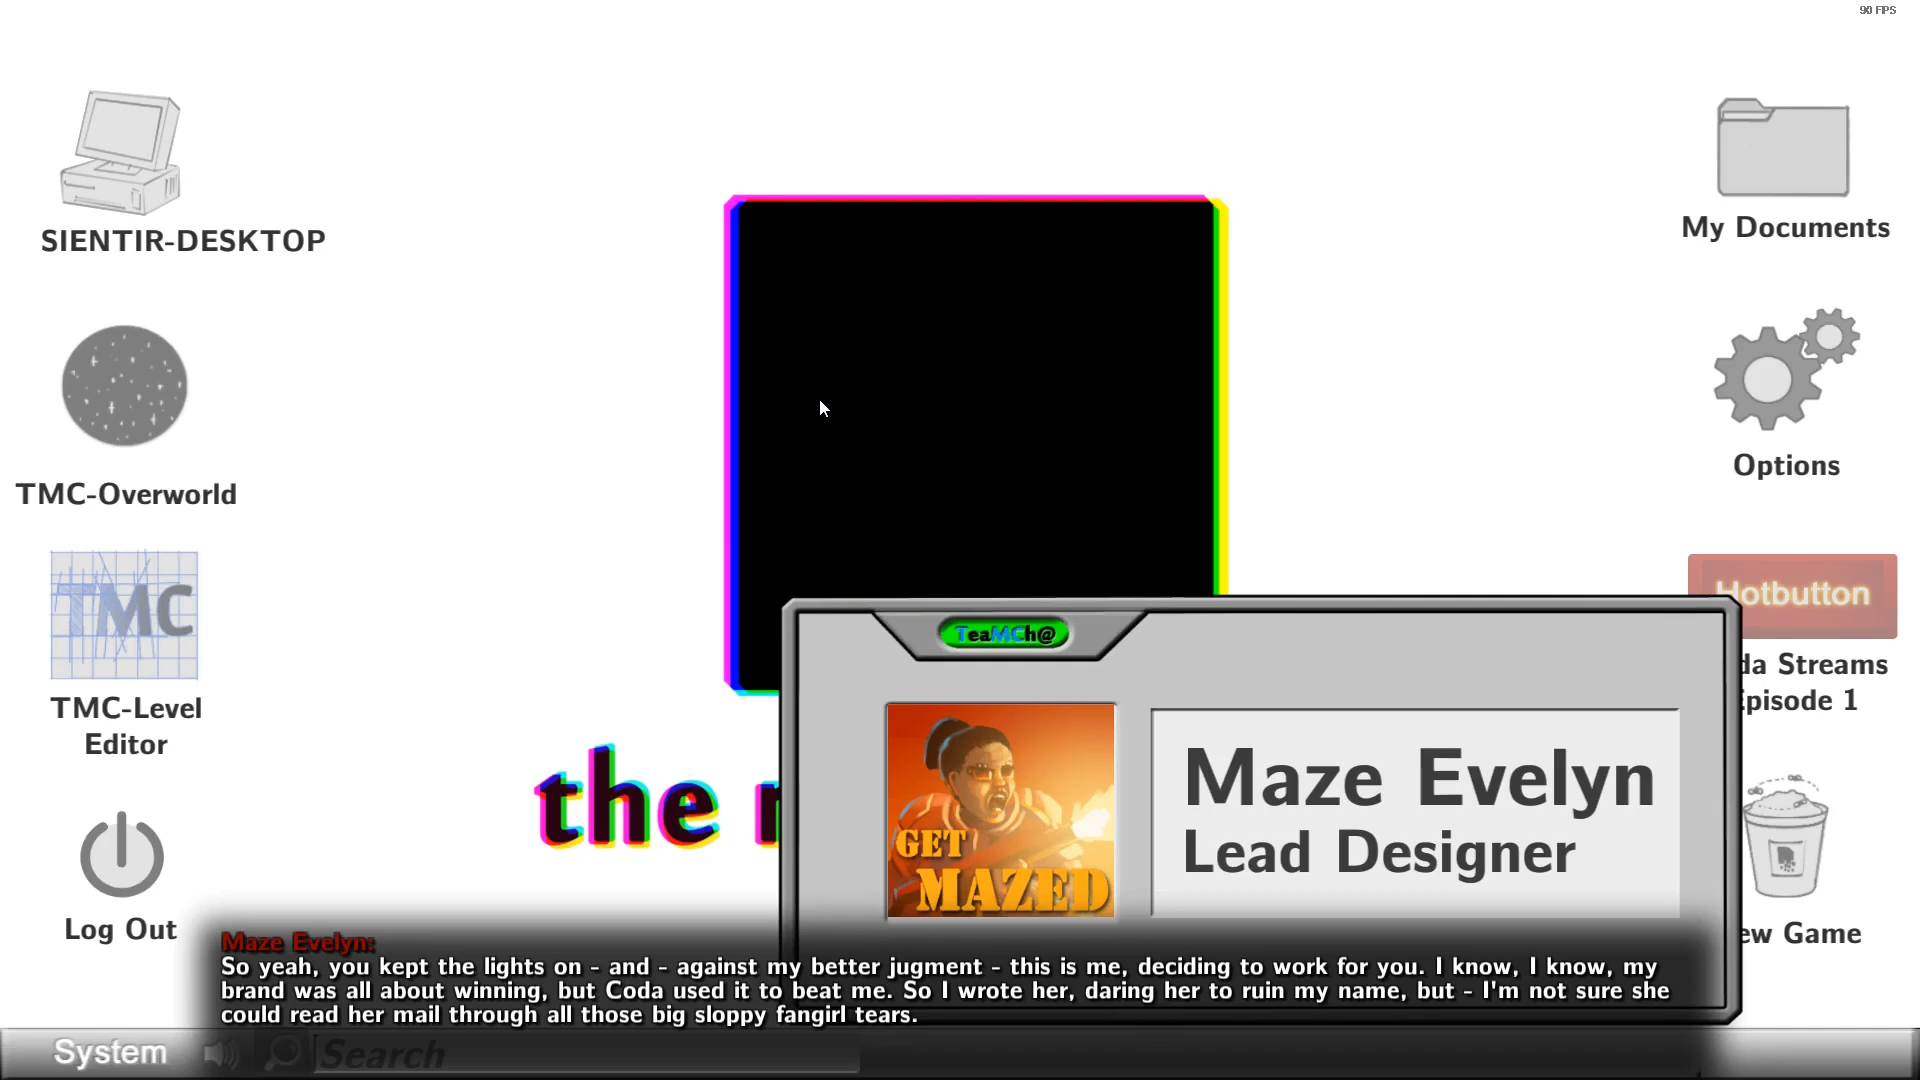 90 FPS
SIENTIR-DESKTOP
My Documents
TMC-Overworld
Options
TMC
TMC-Level
Editor
Hotbutton
da Streams
Episode 1
TeaMCh@
GET
MAZED
Maze Evelyn
Lead Designer
the
Log Out
ew Game
Maze Evelyn:
So yeah, you kept the lights on - and - against my better jugment - this is me, deciding to work for you. I know, I know, my
brand was all about winning, but Coda used it to beat me. So I wrote her, daring her to ruin my name, but - I'm not sure she
could read her mail through all those big sloppy fangirl tears.
System
Search